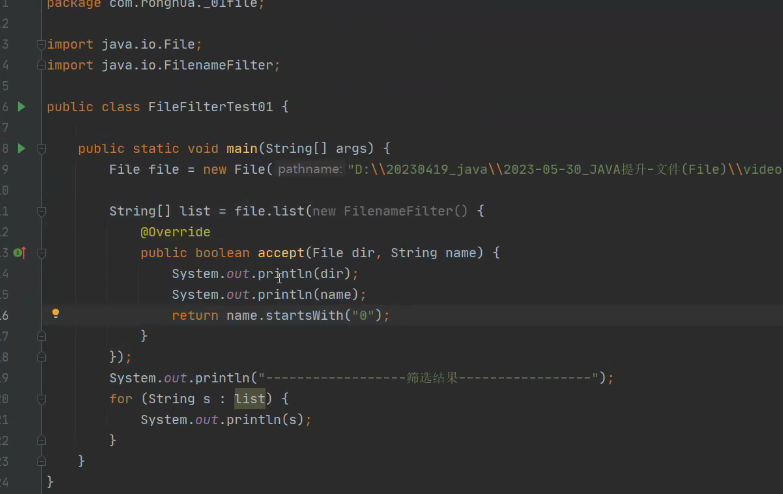 1 package com.ronghua._01file;
2
3 import java.io.File;
4 import java.io.FilenameFilter;
5
6 public class FileFilterTest01 {
7
8 public static void main(String[] args) {
9 File file = new File( pathname: "D:\\20230419_java\\2023-05-30_JAVA提升-文件(File)\\video
10
11 String[] list = file.list(new FilenameFilter() {
12 @Override
13 public boolean accept(File dir, String name) {
14 System.out.println(dir);
15 System.out.println(name);
16 return name.startsWith("0");
17 }
18 });
19 System.out.println("------------------筛选结果-----------------");
20 for (String s : list) {
21 System.out.println(s);
22 }
23 }
24 }